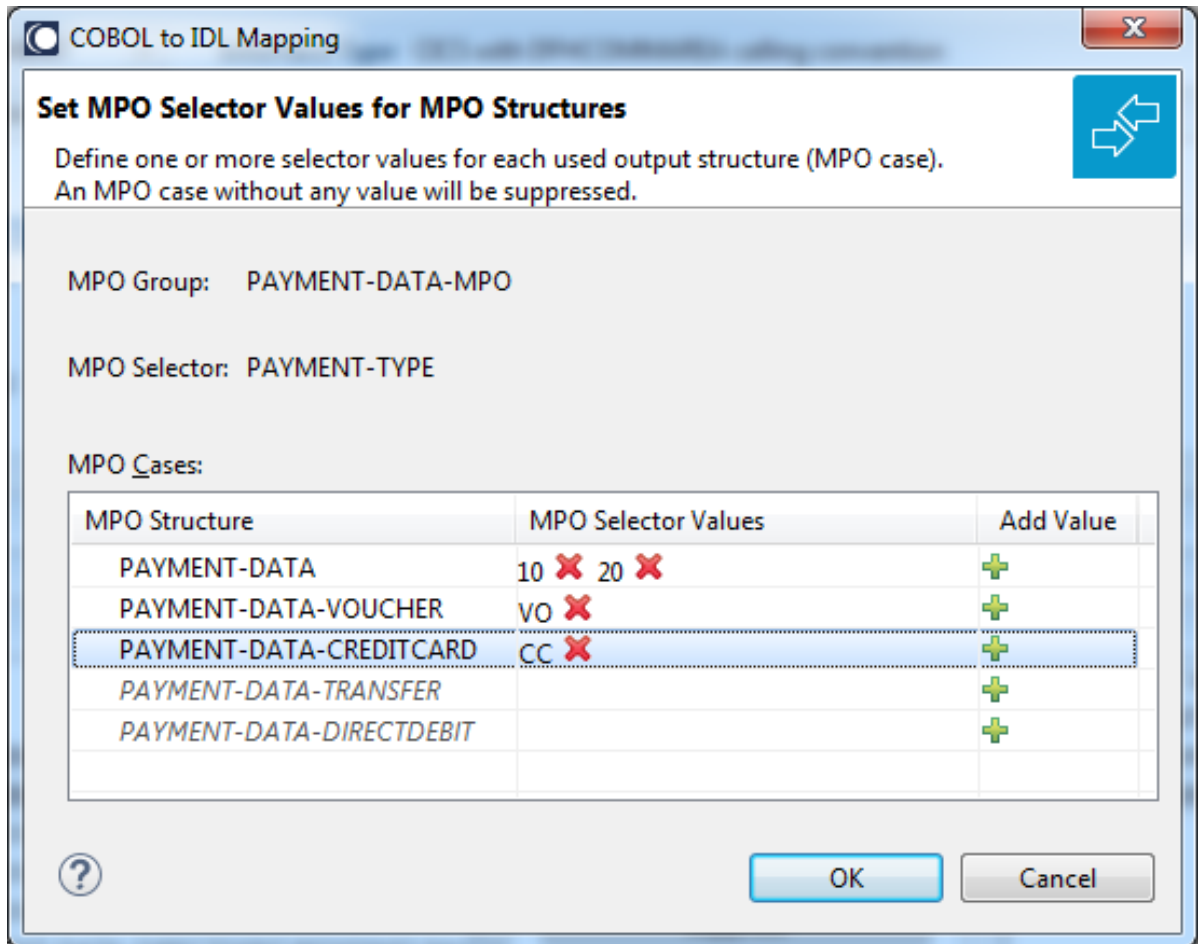 COBOL to IDL Mapping
Set MPO Selector Values for MPO Structures
Define one or more selector values for each used output structure (MPO case).
An MPO case without any value will be suppressed.
MPO Group: PAYMENT-DATA-MPO
MPO Selector: PAYMENT-TYPE
MPO Cases:
MPO Structure MPO Selector Values Add Value
PAYMENT-DATA 10 20
PAYMENT-DATA-VOUCHER VO
PAYMENT-DATA-CREDITCARD CC
PAYMENT-DATA-TRANSFER
PAYMENT-DATA-DIRECTDEBIT
OK Cancel